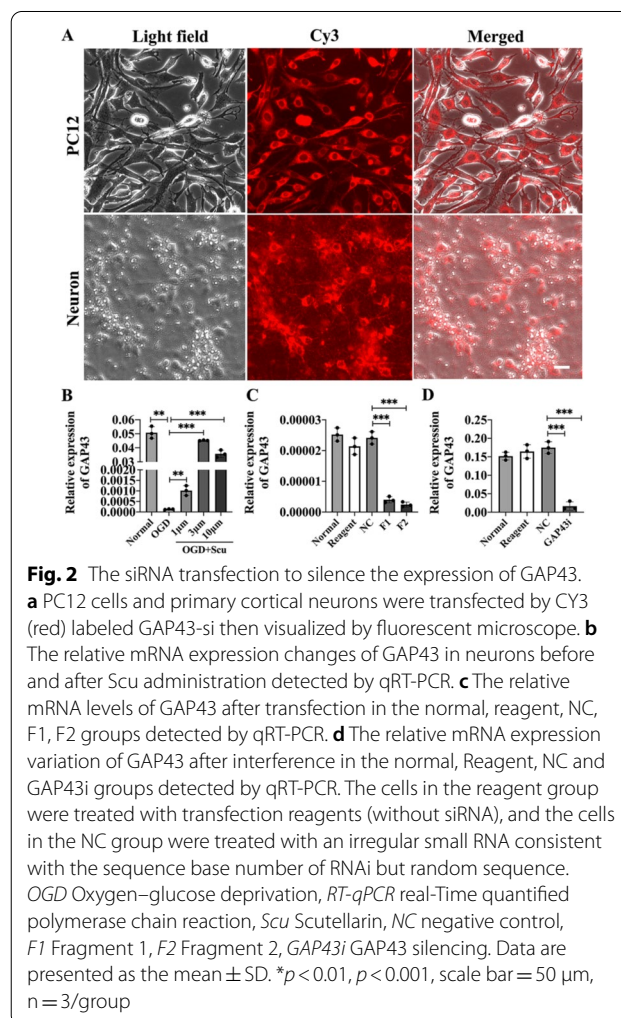 A Light field Cy3 Merged
PC12
Neuron
B
Relative expression
of GAP43
0.06
0.05
0.04
0.03
0.0020
0.0015
0.0010
0.0005
0.0000
**
***
***
**
Normal
OGD
1μm
3μm
10μm
OGD+Scu
C
Relative expression
of GAP43
0.00003
0.00002
0.00001
0.00000
***
***
Normal
Reagent
NC
F1
F2
D
Relative expression
of GAP43
0.20
0.15
0.10
0.05
0.00
***
***
Normal
Reagent
NC
GAP43i
Fig. 2 The siRNA transfection to silence the expression of GAP43.
a PC12 cells and primary cortical neurons were transfected by CY3
(red) labeled GAP43-si then visualized by fluorescent microscope. b
The relative mRNA expression changes of GAP43 in neurons before
and after Scu administration detected by qRT-PCR. c The relative
mRNA levels of GAP43 after transfection in the normal, reagent, NC,
F1, F2 groups detected by qRT-PCR. d The relative mRNA expression
variation of GAP43 after interference in the normal, Reagent, NC and
GAP43i groups detected by qRT-PCR. The cells in the reagent group
were treated with transfection reagents (without siRNA), and the cells
in the NC group were treated with an irregular small RNA consistent
with the sequence base number of RNAi but random sequence.
OGD Oxygen–glucose deprivation, RT-qPCR real-Time quantified
polymerase chain reaction, Scu Scutellarin, NC negative control,
F1 Fragment 1, F2 Fragment 2, GAP43i GAP43 silencing. Data are
presented as the mean ± SD. *p < 0.01, p < 0.001, scale bar = 50 μm,
n = 3/group